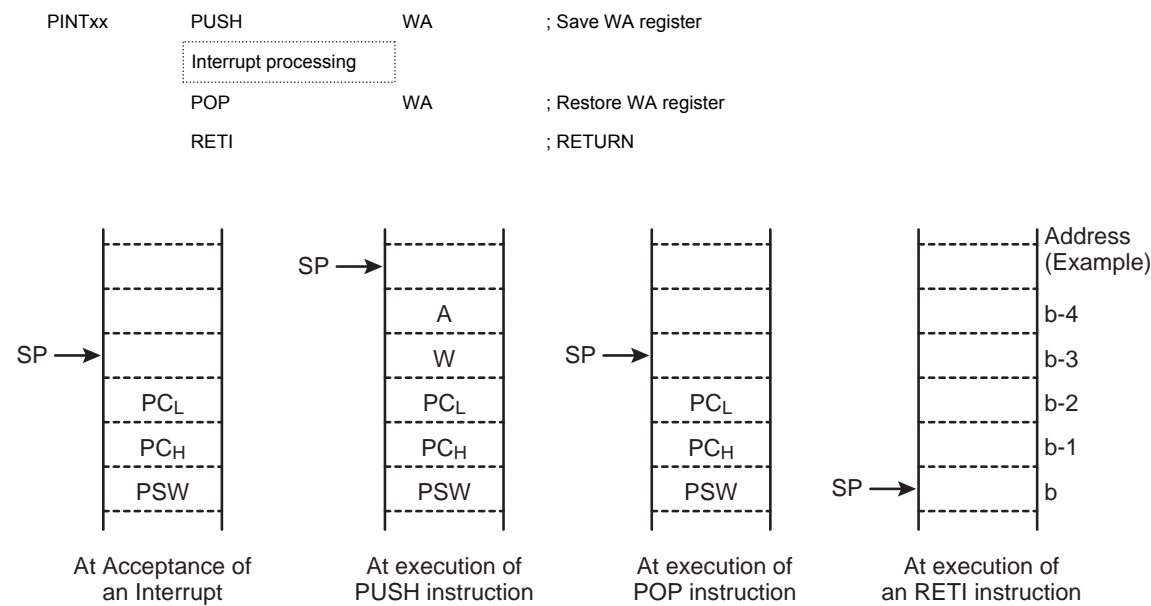 PINTxx PUSH WA ; Save WA register
Interrupt processing
POP WA ; Restore WA register
RETI ; RETURN
SP
PCL
PCH
PSW
At Acceptance of
an Interrupt
SP
A
W
PCL
PCH
PSW
At execution of
PUSH instruction
SP
PCL
PCH
PSW
At execution of
POP instruction
SP
Address
(Example)
b-4
b-3
b-2
b-1
b
At execution of
an RETI instruction